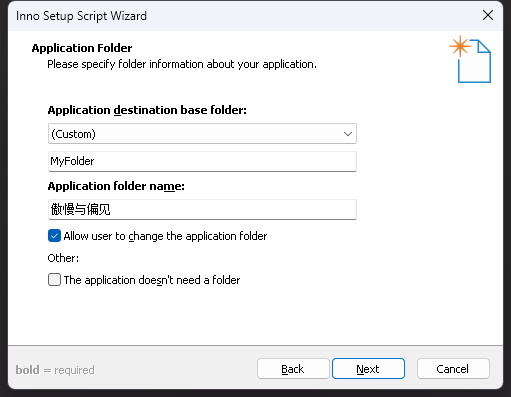 Inno Setup Script Wizard
Application Folder
Please specify folder information about your application.
Application destination base folder:
(Custom)
MyFolder
Application folder name:
傲慢与偏见
Allow user to change the application folder
Other:
The application doesn't need a folder
bold = required
Back
Next
Cancel